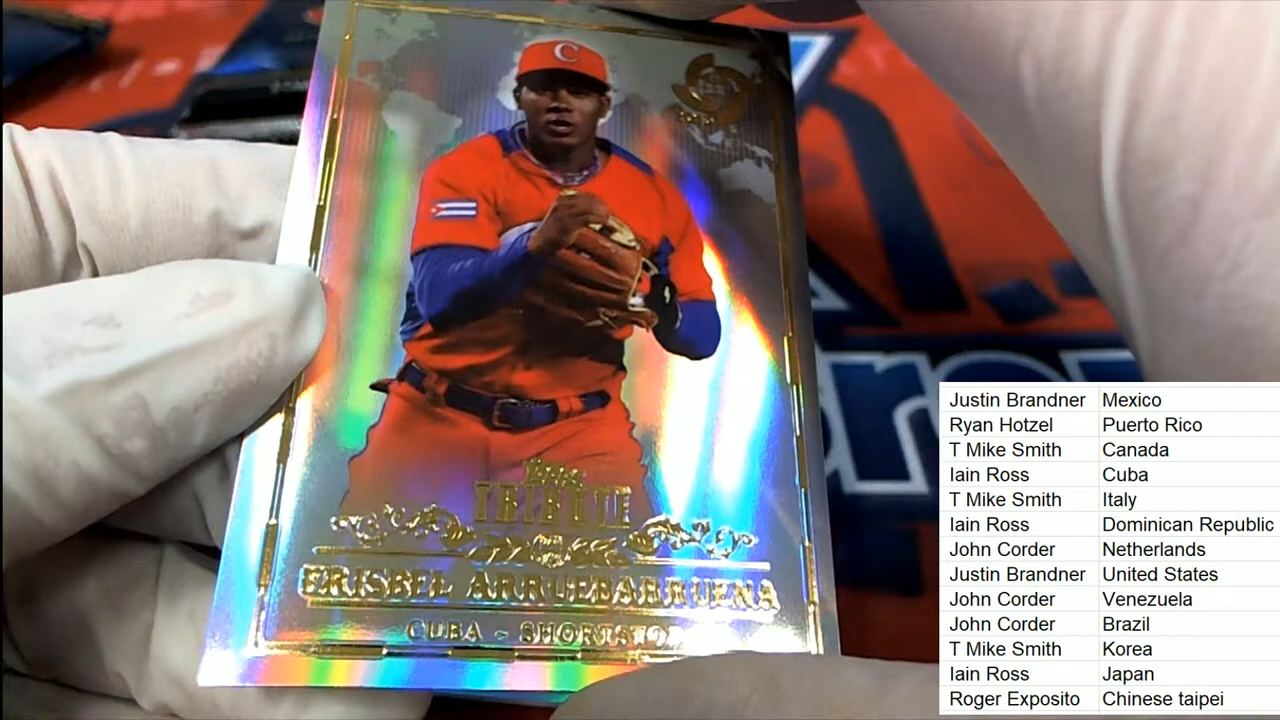 C
Topps
TRIBUTE
ERISBEL ARRUEBARRUENA
CUBA - SHORTSTOP
Justin Brandner Mexico
Ryan Hotzel Puerto Rico
T Mike Smith Canada
Iain Ross Cuba
T Mike Smith Italy
Iain Ross Dominican Republic
John Corder Netherlands
Justin Brandner United States
John Corder Venezuela
John Corder Brazil
T Mike Smith Korea
Iain Ross Japan
Roger Exposito Chinese taipei